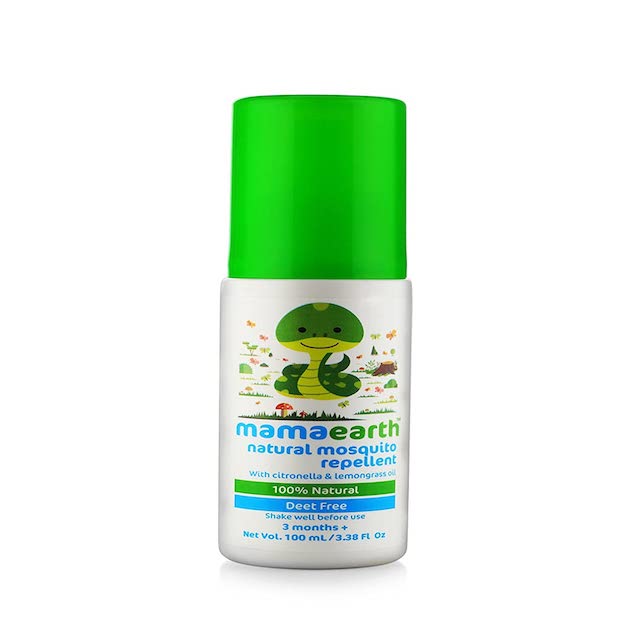 mamaearth™
natural mosquito
repellent
With citronella & lemongrass oil
100% Natural
Deet Free
Shake well before use
3 months +
Net Vol. 100 mL/3.38 Fl Oz